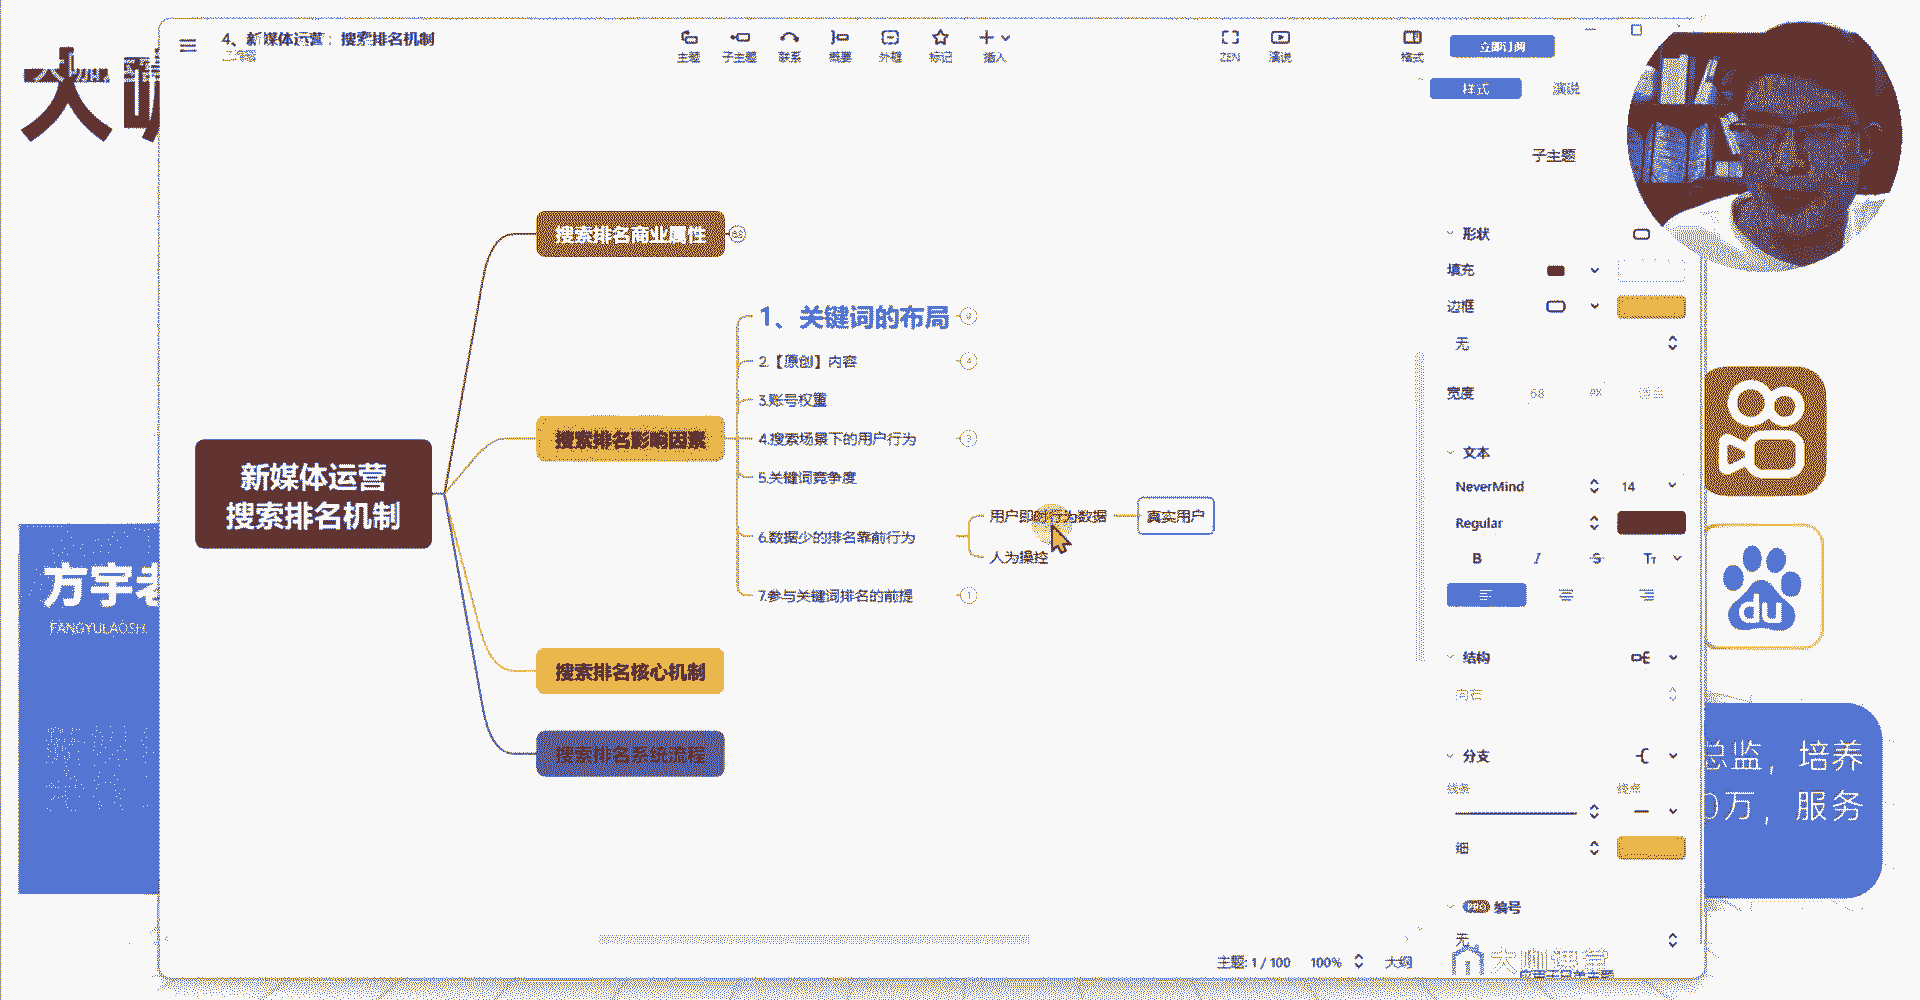 4、新媒体运营：搜索排名机制
主题
子主题
联系
概要
外框
标记
插入
ZEN
演说
格式
立即订阅
样式
演说
子主题
大
搜索排名商业属性
1、关键词的布局
9
2.【原创】内容
4
3.账号权重
搜索排名影响因素
4.搜索场景下的用户行为
3
5.关键词竞争度
新媒体运营
搜索排名机制
用户即时行为数据
真实用户
6.数据少的排名靠前行为
人为操控
7.参与关键词排名的前提
1
搜索排名核心机制
搜索排名系统流程
形状
填充
边框
无
宽度
68
PX
文本
NeverMind
14
Regular
B
I
S
Tт
结构
向右
分支
线条
细
PRO
编号
无
主题: 1 / 100
100%
大纲
大咖运营
方宇老
FANGYULAOSH
du
总监，培养
0万，服务